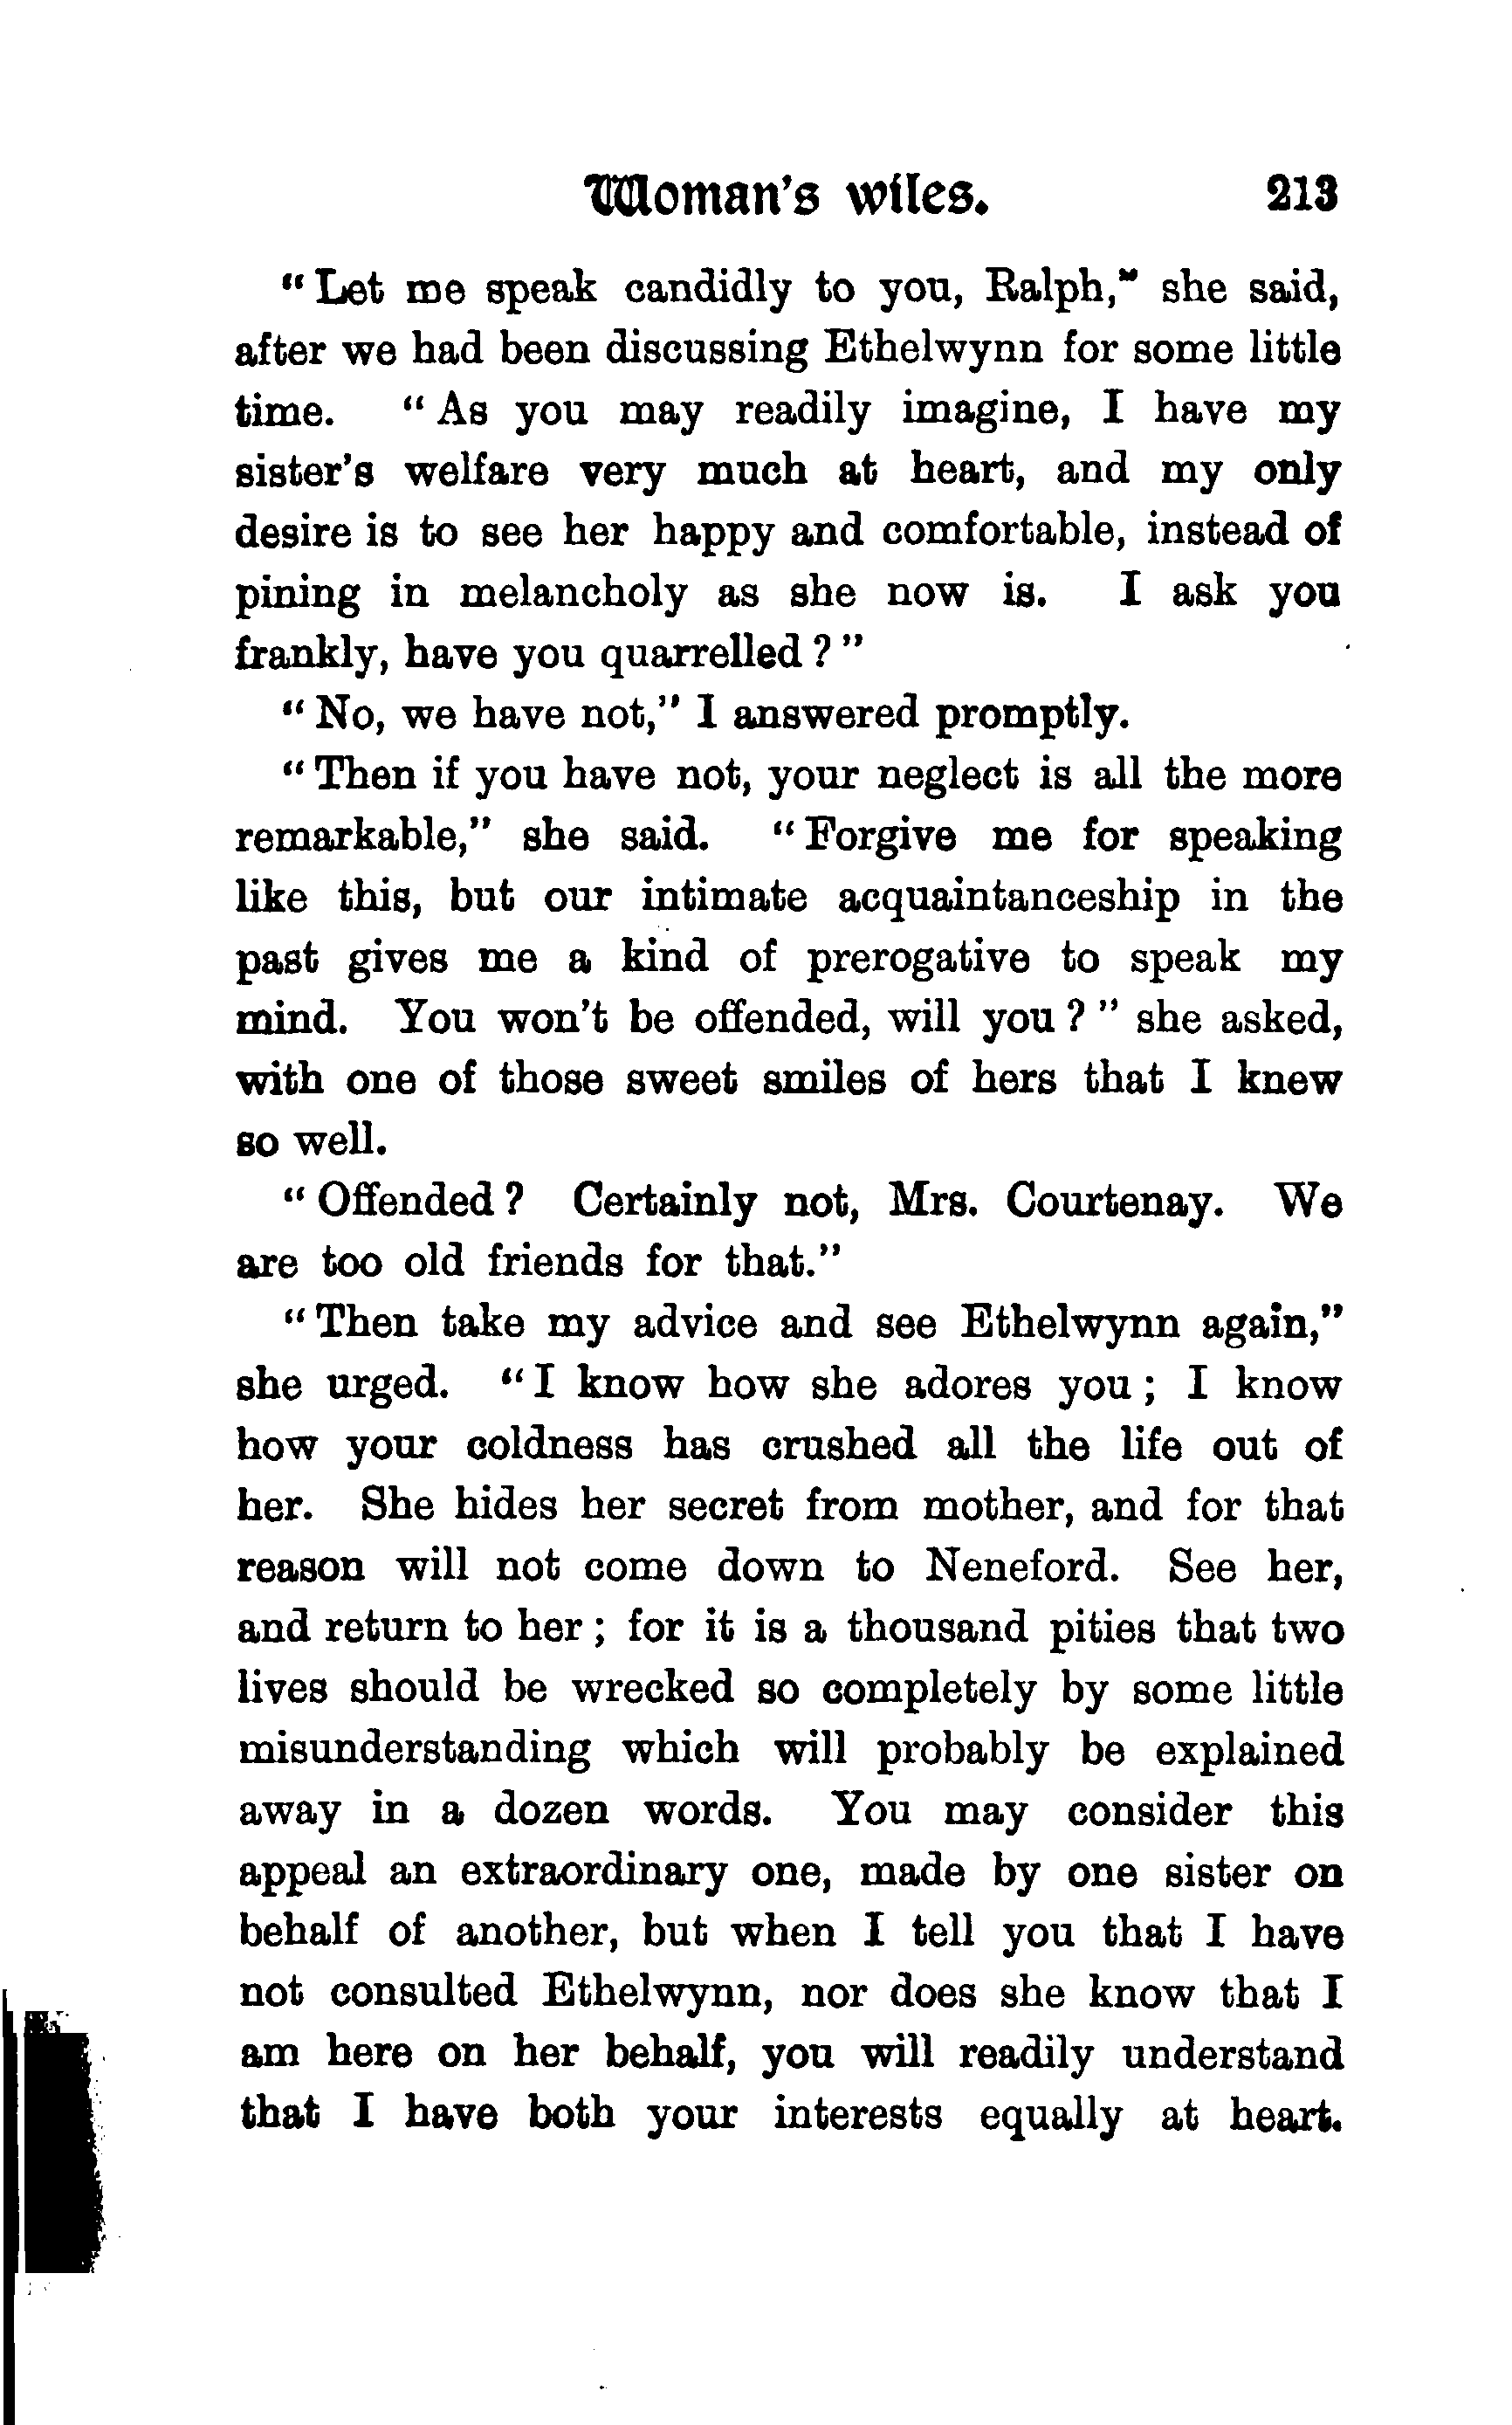 Woman's wiles. 213
"Let me speak candidly to you, Ralph," she said,
after we had been discussing Ethelwynn for some little
time. "As you may readily imagine, I have my
sister's welfare very much at heart, and my only
desire is to see her happy and comfortable, instead of
pining in melancholy as she now is. I ask you
frankly, have you quarrelled?"
"No, we have not," I answered promptly.
"Then if you have not, your neglect is all the more
remarkable," she said. "Forgive me for speaking
like this, but our intimate acquaintanceship in the
past gives me a kind of prerogative to speak my
mind. You won't be offended, will you?" she asked,
with one of those sweet smiles of hers that I knew
so well.
"Offended? Certainly not, Mrs. Courtenay. We
are too old friends for that."
"Then take my advice and see Ethelwynn again,"
she urged. "I know how she adores you; I know
how your coldness has crushed all the life out of
her. She hides her secret from mother, and for that
reason will not come down to Neneford. See her,
and return to her; for it is a thousand pities that two
lives should be wrecked so completely by some little
misunderstanding which will probably be explained
away in a dozen words. You may consider this
appeal an extraordinary one, made by one sister on
behalf of another, but when I tell you that I have
not consulted Ethelwynn, nor does she know that I
am here on her behalf, you will readily understand
that I have both your interests equally at heart.